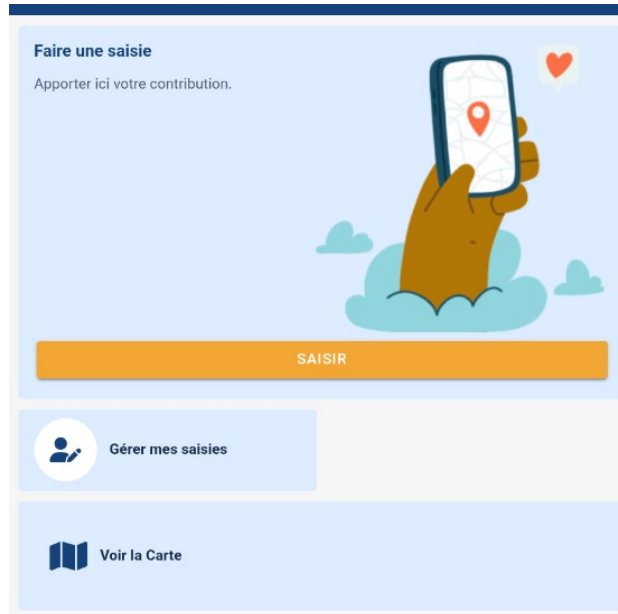 Faire une saisie
Apporter ici votre contribution.
SAISIR
Gérer mes saisies
Voir la Carte